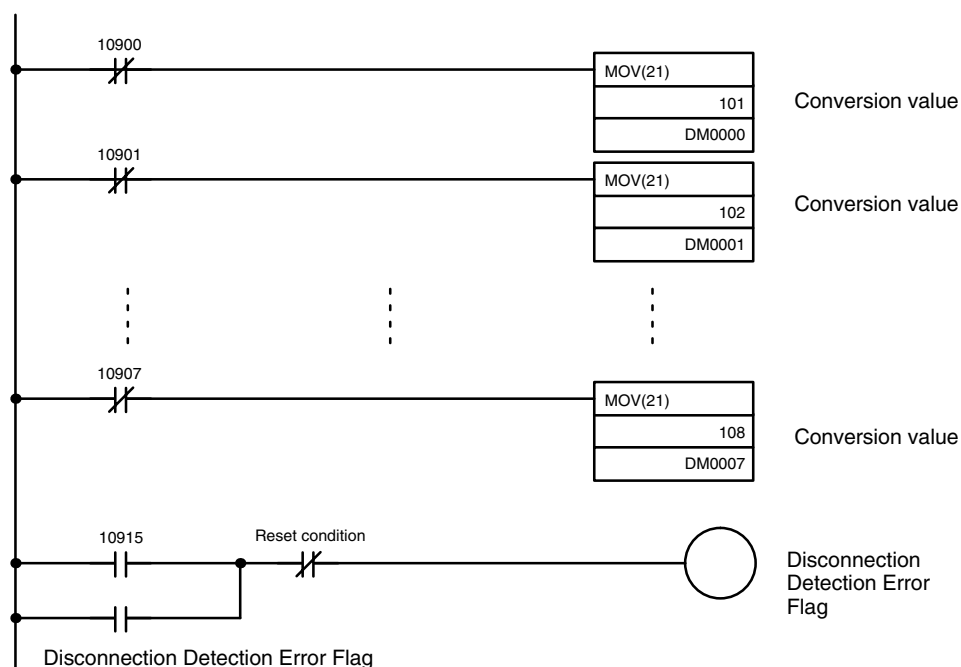 10900
MOV(21)
101
DM0000
Conversion value
10901
MOV(21)
102
DM0001
Conversion value
10907
MOV(21)
108
DM0007
Conversion value
10915
Reset condition
Disconnection
Detection Error
Flag
Disconnection Detection Error Flag